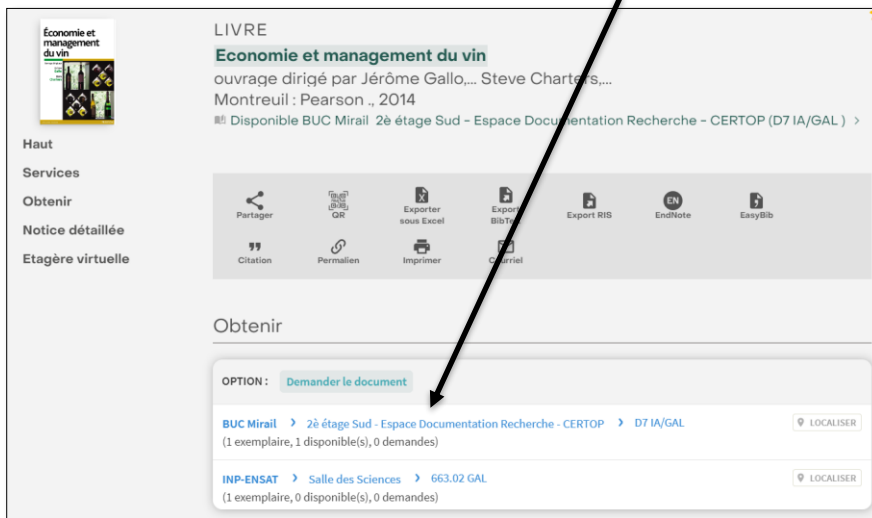 Économie et
management
du vin
LIVRE
Economie et management du vin
ouvrage dirigé par Jérôme Gallo,... Steve Charters,...
Montreuil : Pearson ., 2014
Disponible BUC Mirail 2è étage Sud - Espace Documentation Recherche - CERTOP (D7 IA/GAL ) >
Haut
Services
Obtenir
Notice détaillée
Etagère virtuelle
Partager
QR
Exporter sous Excel
Export BibTeX
Export RIS
EN
EndNote
EasyBib
Citation
Permalien
Imprimer
Courriel
Obtenir
OPTION : Demander le document
BUC Mirail > 2è étage Sud - Espace Documentation Recherche - CERTOP > D7 IA/GAL LOCALISER
(1 exemplaire, 1 disponible(s), 0 demandes)
INP-ENSAT > Salle des Sciences > 663.02 GAL LOCALISER
(1 exemplaire, 0 disponible(s), 0 demandes)